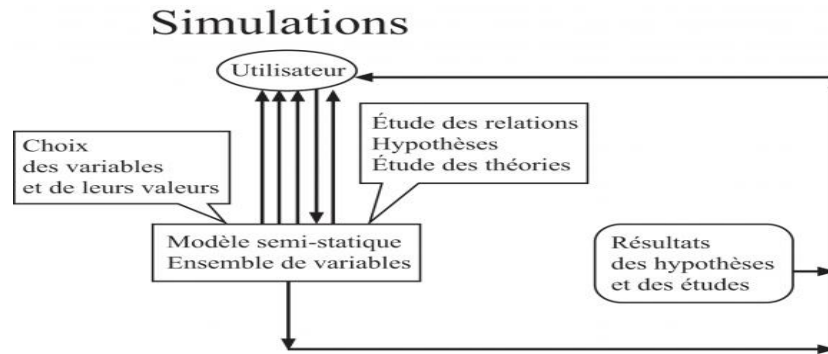 Simulations
Utilisateur
Choix
des variables
et de leurs valeurs
Étude des relations
Hypothèses
Étude des théories
Modèle semi-statique
Ensemble de variables
Résultats
des hypothèses
et des études